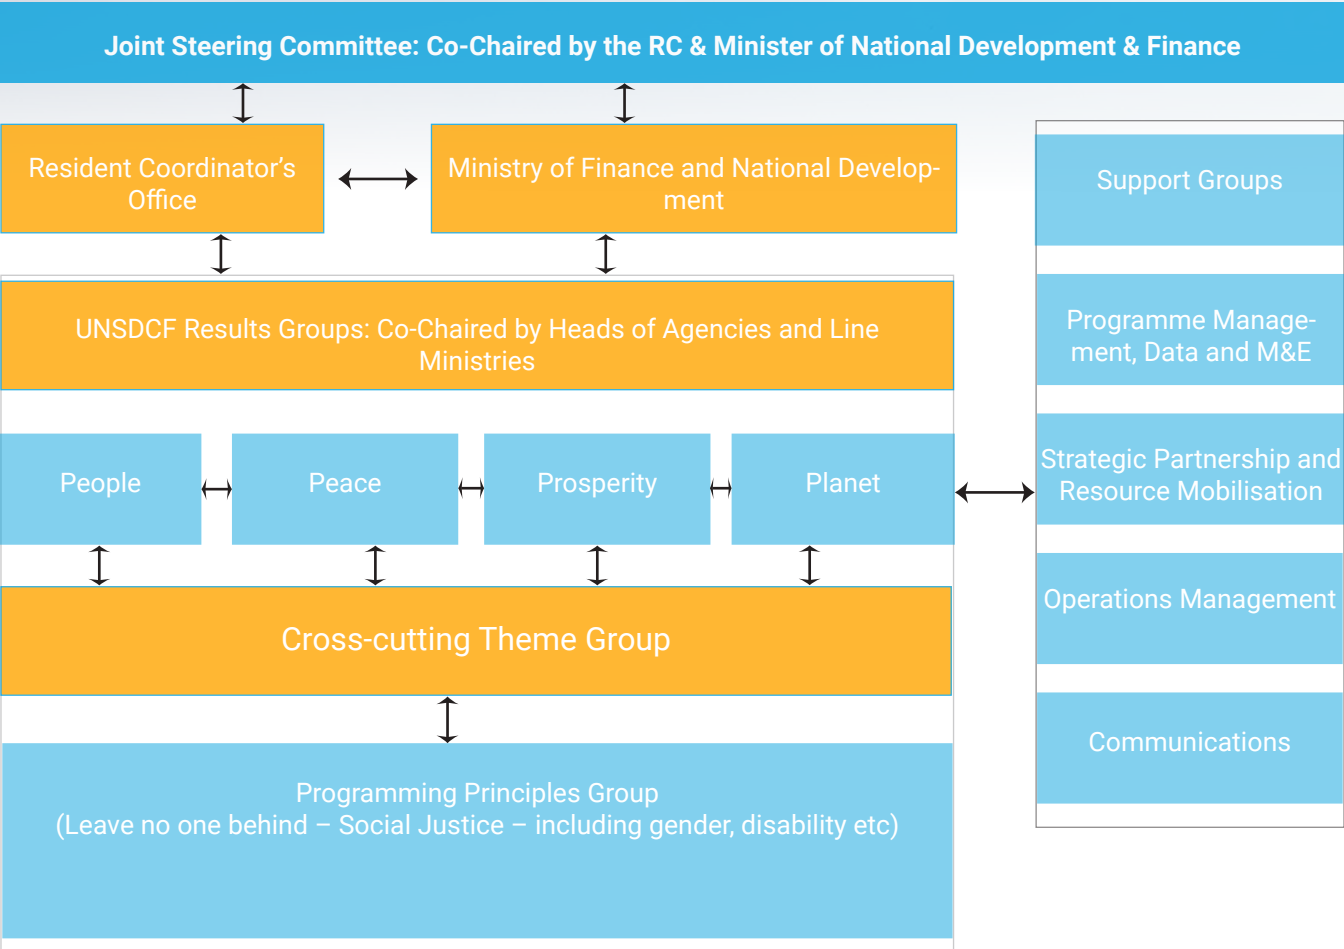 Joint Steering Committee: Co-Chaired by the RC & Minister of National Development & Finance
Resident Coordinator’s
Office
Ministry of Finance and National Develop-
ment
UNSDCF Results Groups: Co-Chaired by Heads of Agencies and Line
Ministries
People
Peace
Prosperity
Planet
Cross-cutting Theme Group
Programming Principles Group
(Leave no one behind – Social Justice – including gender, disability etc)
Support Groups
Programme Manage-
ment, Data and M&E
Strategic Partnership and
Resource Mobilisation
Operations Management
Communications